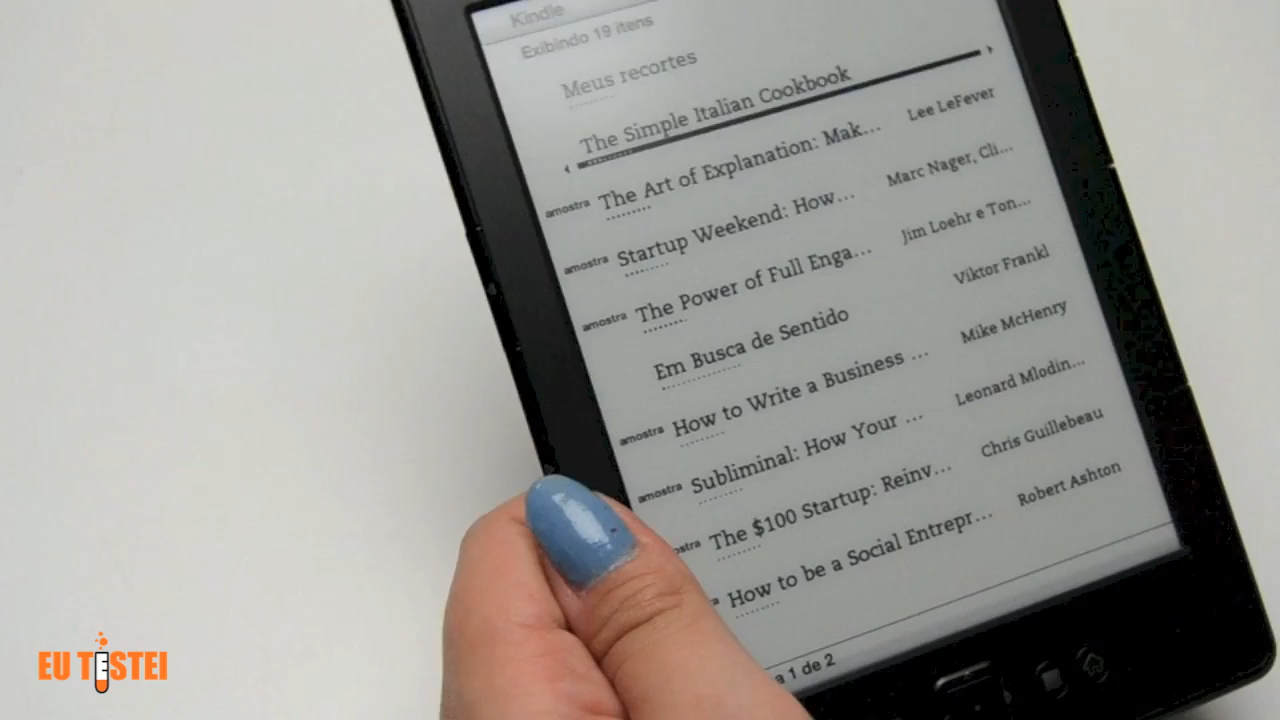 Kindle
Exibindo 19 itens
Meus recortes
The Simple Italian Cookbook
amostra The Art of Explanation: Mak... Lee LeFever
amostra Startup Weekend: How... Marc Nager, Cli...
amostra The Power of Full Enga... Jim Loehr e Ton...
Em Busca de Sentido Viktor Frankl
amostra How to Write a Business ... Mike McHenry
amostra Subliminal: How Your ... Leonard Mlodin...
stra The $100 Startup: Reinv... Chris Guillebeau
How to be a Social Entrepr... Robert Ashton
a 1 de 2
EU TESTEI